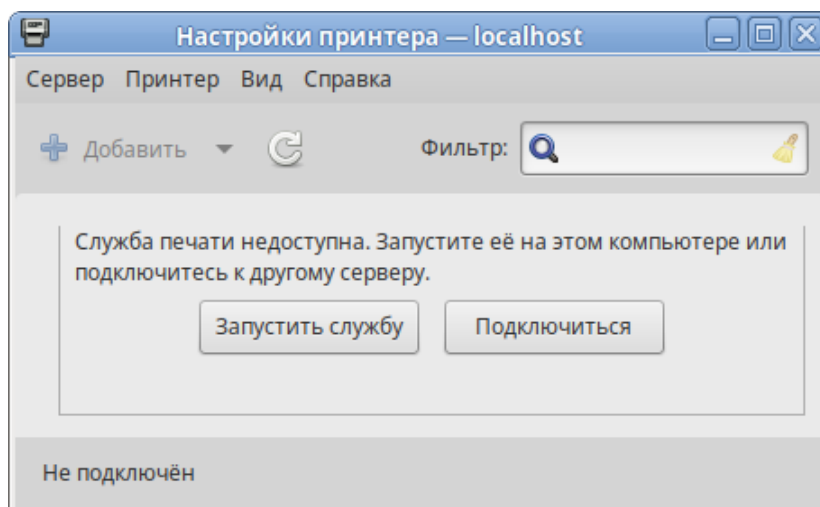 Настройки принтера — localhost
Сервер Принтер Вид Справка
Добавить Фильтр:
Служба печати недоступна. Запустите её на этом компьютере или
подключитесь к другому серверу.
Запустить службу Подключиться
Не подключён